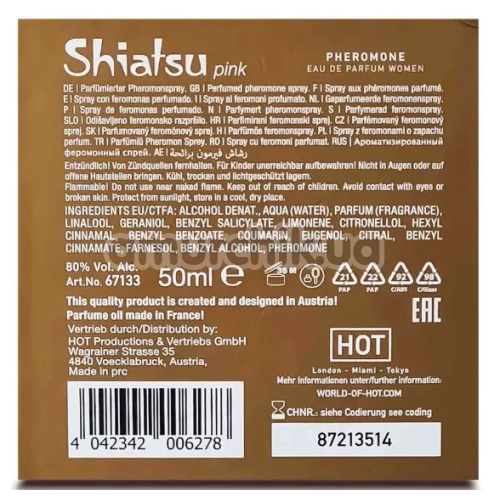 Shiatsu pink
PHEROMONE
EAU DE PARFUM WOMEN
DE | Parfümierter Pheromonspray. GB | Perfumed pheromone spray. F | Spray aux phéromones parfumé.
E | Spray con feromonas perfumado. I | Spray al feromoni profumato. NL | Geparfumeerde feromonenspray.
P | Spray de feromonas perfumado. N | Parfymert feromonspray. S | Parfymerad feromonspray.
SLO | Odišavljeno feromonsko razpršilo. HR | Parfimirani feromonski sprej. CZ | Parfémovaný feromonový
sprej. SK | Parfumovaný feromónový sprej. H | Parfümös feromonspray. PL | Spray z feromonami o zapachu
perfum. TR | Parfümlü Pheromon Sprey. RO | Spray cu feromoni parfumat. RUS | Ароматизированный
феромонный спрей. AE | رشاش فيرمون برائحة
Entzündlich! Von Zündquellen fernhalten. Für Kinder unerreichbar aufbewahren! Nicht in Augen oder auf
offene Hautstellen bringen. Kühl, trocken und lichtgeschützt lagern.
Flammable! Do not use near naked flame. Keep out of reach of children. Avoid contact with eyes or
broken skin. Protect from sunlight, store in a cool, dry place.
INGREDIENTS EU/CTFA: ALCOHOL DENAT., AQUA (WATER), PARFUM (FRAGRANCE),
LINALOOL, GERANIOL, BENZYL SALICYLATE, LIMONENE, CITRONELLOL, HEXYL
CINNAMAL, BENZYL BENZOATE, COUMARIN, EUGENOL, CITRAL, BENZYL
CINNAMATE, FARNESOL, BENZYL ALCOHOL, PHEROMONE
80% Vol. Alc.
Art.No. 67133
50ml e
36 M
21
PAP
22
PAP
92
C/ABS
98
C/Glass
This quality product is created and designed in Austria!
Parfume oil made in France!
EAC
Vertrieb durch/Distribution by:
HOT Productions & Vertriebs GmbH
Wagrainer Strasse 35
4840 Voecklabruck, Austria,
Made in prc
HOT
London - Miami - Tokyo
Mehr Informationen unter/further information:
WORLD-OF-HOT.COM
CHNR.: siehe Codierung see coding
4 042342 006278
87213514